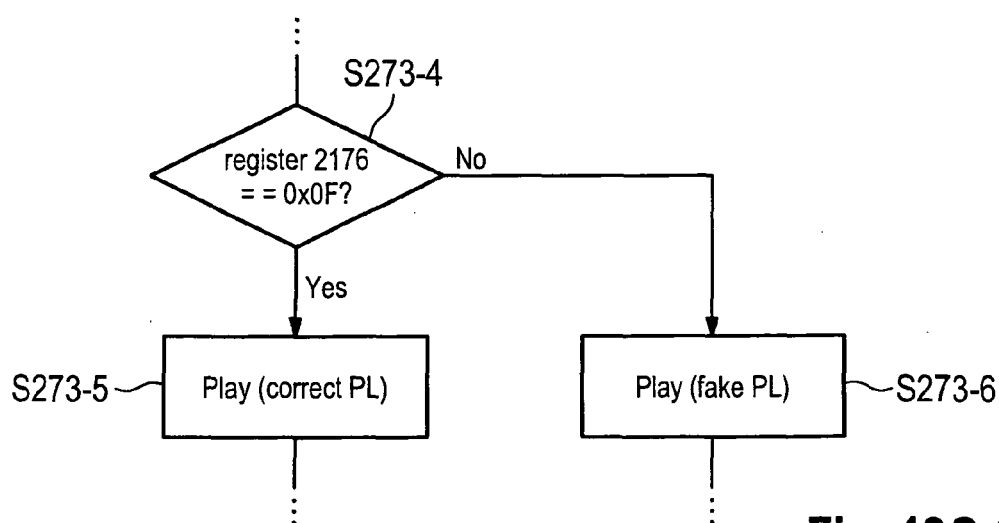 S273-4
register 2176
= = 0x0F?
No
Yes
S273-5
Play (correct PL)
Play (fake PL)
S273-6